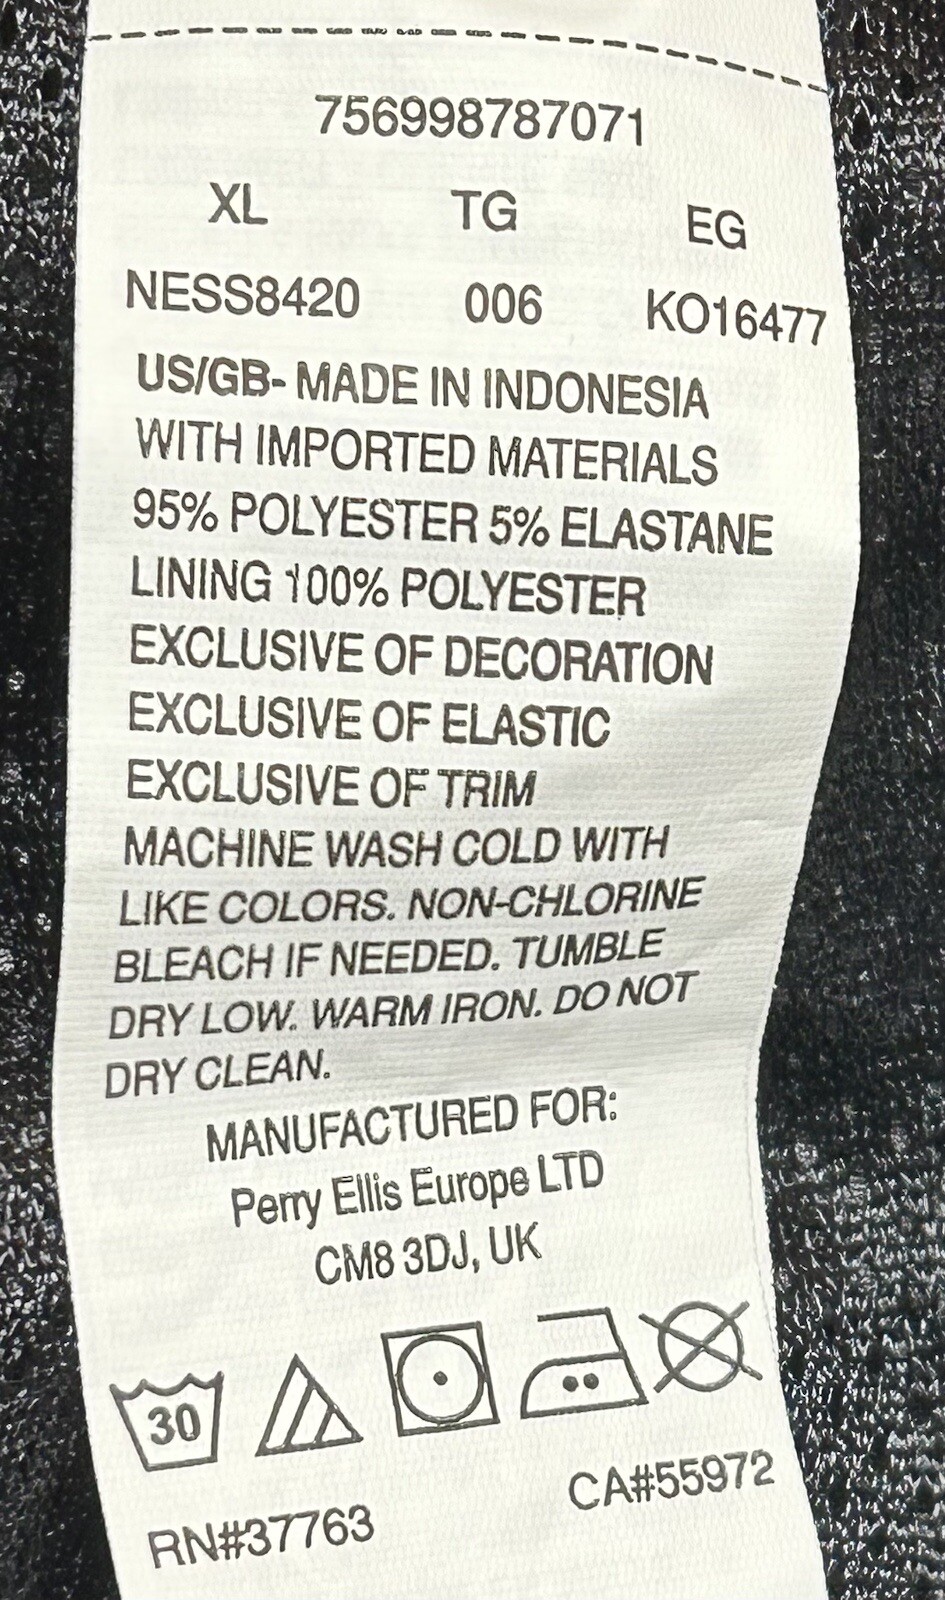 756998787071
XL TG EG
NESS8420 006 KO16477
US/GB- MADE IN INDONESIA
WITH IMPORTED MATERIALS
95% POLYESTER 5% ELASTANE
LINING 100% POLYESTER
EXCLUSIVE OF DECORATION
EXCLUSIVE OF ELASTIC
EXCLUSIVE OF TRIM
MACHINE WASH COLD WITH
LIKE COLORS. NON-CHLORINE
BLEACH IF NEEDED. TUMBLE
DRY LOW. WARM IRON. DO NOT
DRY CLEAN.
MANUFACTURED FOR:
Perry Ellis Europe LTD
CM8 3DJ, UK
30
RN#37763 CA#55972